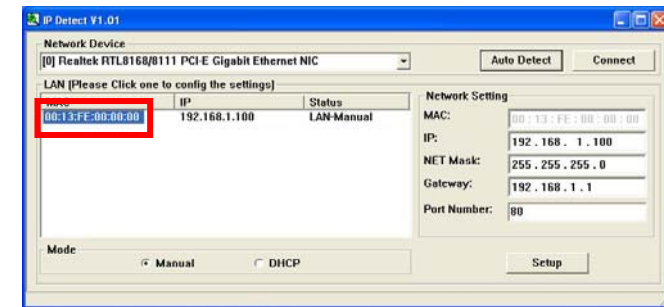 IP Detect V1.01
Network Device
[0] Realtek RTL8168/8111 PCI-E Gigabit Ethernet NIC
Auto Detect
Connect
LAN [Please Click one to config the settings]
MAC IP Status
00:13:FE:00:00:00 192.168.1.100 LAN-Manual
Network Setting
MAC: 00 : 13 : FE : 00 : 00 : 00
IP: 192 . 168 . 1 . 100
NET Mask: 255 . 255 . 255 . 0
Gateway: 192 . 168 . 1 . 1
Port Number: 80
Mode
Manual DHCP
Setup